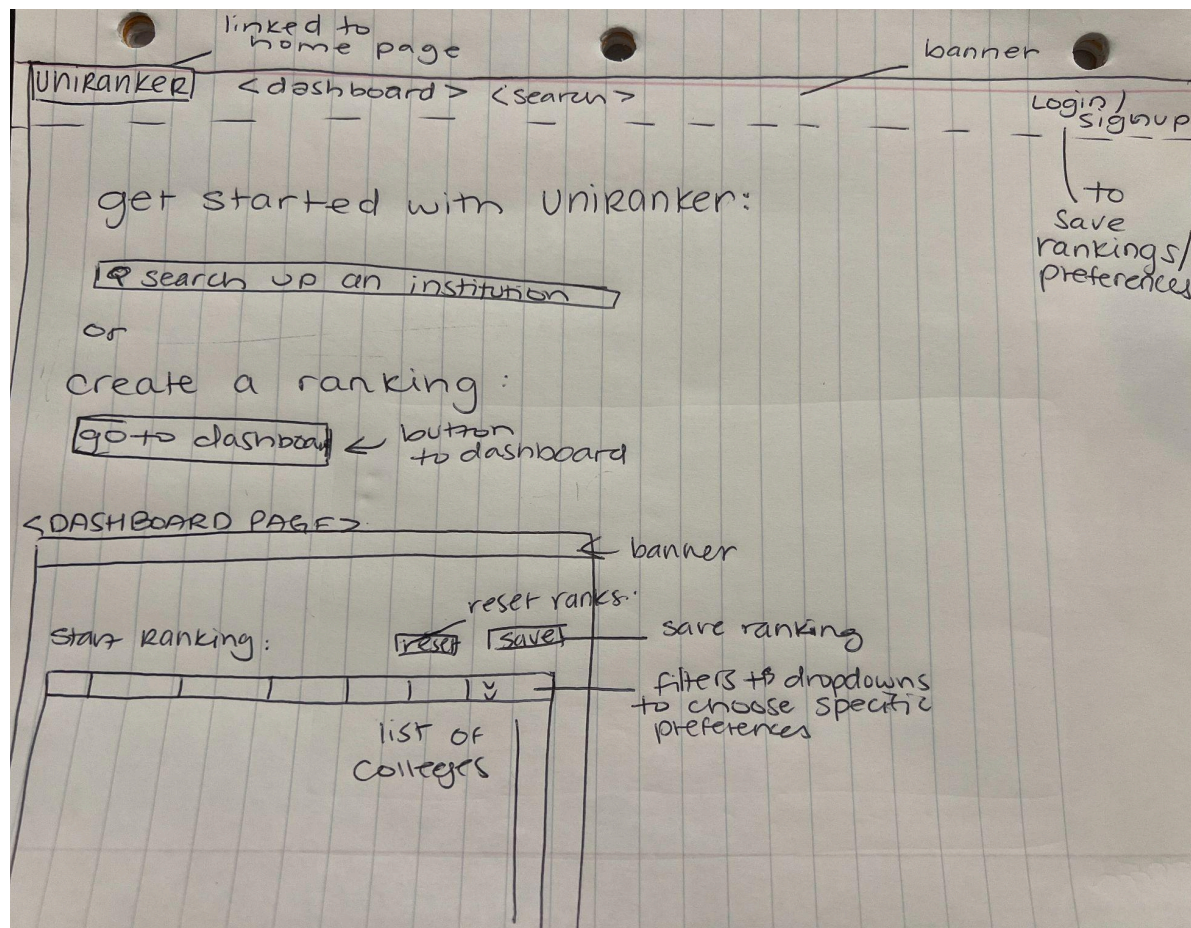 linked to
home page
banner
UNIRANKER <dashboard> <search>
Login/
signup
to
save
rankings/
preferences
get started with UNIRANKER:
search up an institution
or
create a ranking:
go to dashboard
button
to dashboard
<DASHBOARD PAGE>
banner
reset ranks.
start Ranking:
reset
save
save ranking
filters + dropdowns
to choose specific
preferences
list of
colleges